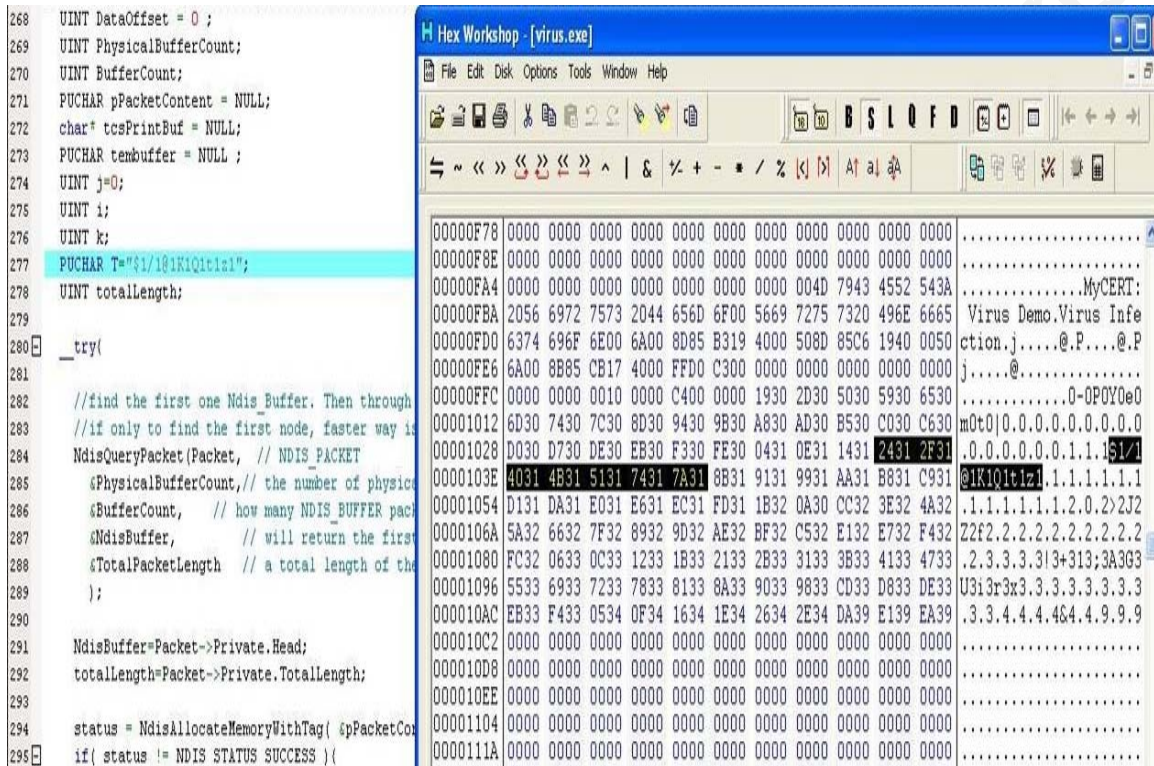 268 UINT DataOffset = 0 ;
269 UINT PhysicalBufferCount;
270 UINT BufferCount;
271 PUCHAR pPacketContent = NULL;
272 char* tcsPrintBuf = NULL;
273 PUCHAR tembuffer = NULL ;
274 UINT j=0;
275 UINT i;
276 UINT k;
277 PUCHAR T="$1/1@1K1Q1t1z1";
278 UINT totalLength;
279
280 __try{
281
282 //find the first one Ndis_Buffer. Then through
283 //if only to find the first node, faster way is
284 NdisQueryPacket(Packet, // NDIS_PACKET
285 &PhysicalBufferCount,// the number of physic
286 &BufferCount, // how many NDIS_BUFFER pac
287 &NdisBuffer, // will return the first
288 &TotalPacketLength // a total length of the
289 );
290
291 NdisBuffer=Packet->Private.Head;
292 totalLength=Packet->Private.TotalLength;
293
294 status = NdisAllocateMemoryWithTag( &pPacketCon
295 if( status != NDIS_STATUS_SUCCESS ){
Hex Workshop - [virus.exe]
File Edit Disk Options Tools Window Help
B S L Q F D
00000F78 0000 0000 0000 0000 0000 0000 0000 0000 0000 0000 0000 ......................
00000F8E 0000 0000 0000 0000 0000 0000 0000 0000 0000 0000 0000 ......................
00000FA4 0000 0000 0000 0000 0000 0000 0000 004D 7943 4552 543A ...............MyCERT:
00000FBA 2056 6972 7573 2044 656D 6F00 5669 7275 7320 496E 6665 Virus Demo.Virus Infe
00000FD0 6374 696F 6E00 6A00 8D85 B319 4000 508D 85C6 1940 0050 ction.j.....@.P....@.P
00000FE6 6A00 8B85 CB17 4000 FFD0 C300 0000 0000 0000 0000 0000 j.....@...............
00000FFC 0000 0000 0010 0000 C400 0000 1930 2D30 5030 5930 6530 .............0-0P0Y0e0
00001012 6D30 7430 7C30 8D30 9430 9B30 A830 AD30 B530 C030 C630 m0t0|0.0.0.0.0.0.0.0.0
00001028 D030 D730 DE30 EB30 F330 FE30 0431 0E31 1431 2431 2F31 .0.0.0.0.0.0.1.1.1$1/1
0000103E 4031 4B31 5131 7431 7A31 8B31 9131 9931 AA31 B831 C931 @1K1Q1t1z1.1.1.1.1.1.1
00001054 D131 DA31 E031 E631 EC31 FD31 1B32 0A30 CC32 3E32 4A32 .1.1.1.1.1.1.2.0.2>2J2
0000106A 5A32 6632 7F32 8932 9D32 AE32 BF32 C532 E132 E732 F432 Z2f2.2.2.2.2.2.2.2.2.2
00001080 FC32 0633 0C33 1233 1B33 2133 2B33 3133 3B33 4133 4733 .2.3.3.3.3!3+313;3A3G3
00001096 5533 6933 7233 7833 8133 8A33 9033 9833 CD33 D833 DE33 U3i3r3x3.3.3.3.3.3.3.3
000010AC EB33 F433 0534 0F34 1634 1E34 2634 2E34 DA39 E139 EA39 .3.3.4.4.4.4&4.4.9.9.9
000010C2 0000 0000 0000 0000 0000 0000 0000 0000 0000 0000 0000 ......................
000010D8 0000 0000 0000 0000 0000 0000 0000 0000 0000 0000 0000 ......................
000010EE 0000 0000 0000 0000 0000 0000 0000 0000 0000 0000 0000 ......................
00001104 0000 0000 0000 0000 0000 0000 0000 0000 0000 0000 0000 ......................
0000111A 0000 0000 0000 0000 0000 0000 0000 0000 0000 0000 0000 ......................